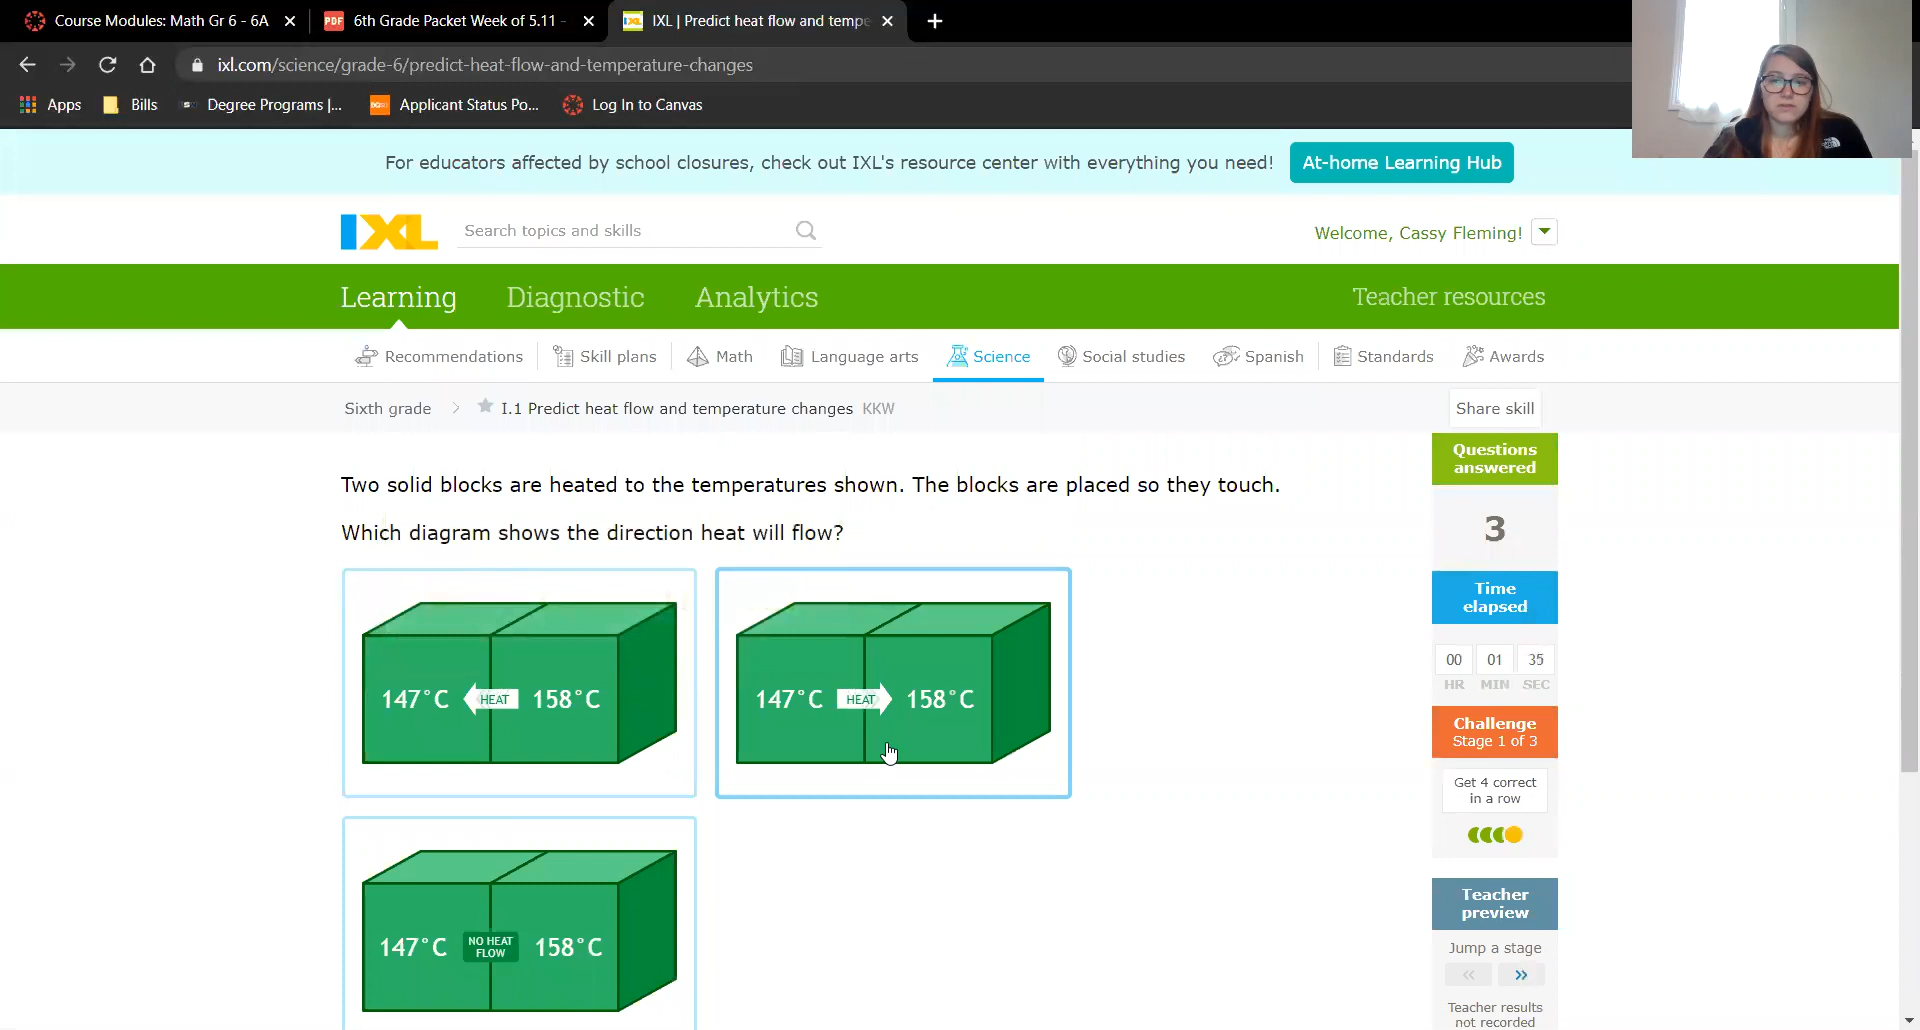 Course Modules: Math Gr 6 - 6A
PDF
6th Grade Packet Week of 5.11 -
IXL | Predict heat flow and tempe
ixl.com/science/grade-6/predict-heat-flow-and-temperature-changes
Apps
Bills
Degree Programs |...
Applicant Status Po...
Log In to Canvas
For educators affected by school closures, check out IXL's resource center with everything you need!
At-home Learning Hub
IXL
Search topics and skills
Welcome, Cassy Fleming!
Learning
Diagnostic
Analytics
Teacher resources
Recommendations
Skill plans
Math
Language arts
Science
Social studies
Spanish
Standards
Awards
Sixth grade
I.1 Predict heat flow and temperature changes KKW
Share skill
Two solid blocks are heated to the temperatures shown. The blocks are placed so they touch.
Which diagram shows the direction heat will flow?
147°C HEAT 158°C
147°C HEAT 158°C
147°C NO HEAT FLOW 158°C
Questions
answered
3
Time
elapsed
00 01 35
HR MIN SEC
Challenge
Stage 1 of 3
Get 4 correct
in a row
Teacher
preview
Jump a stage
<< >>
Teacher results
not recorded